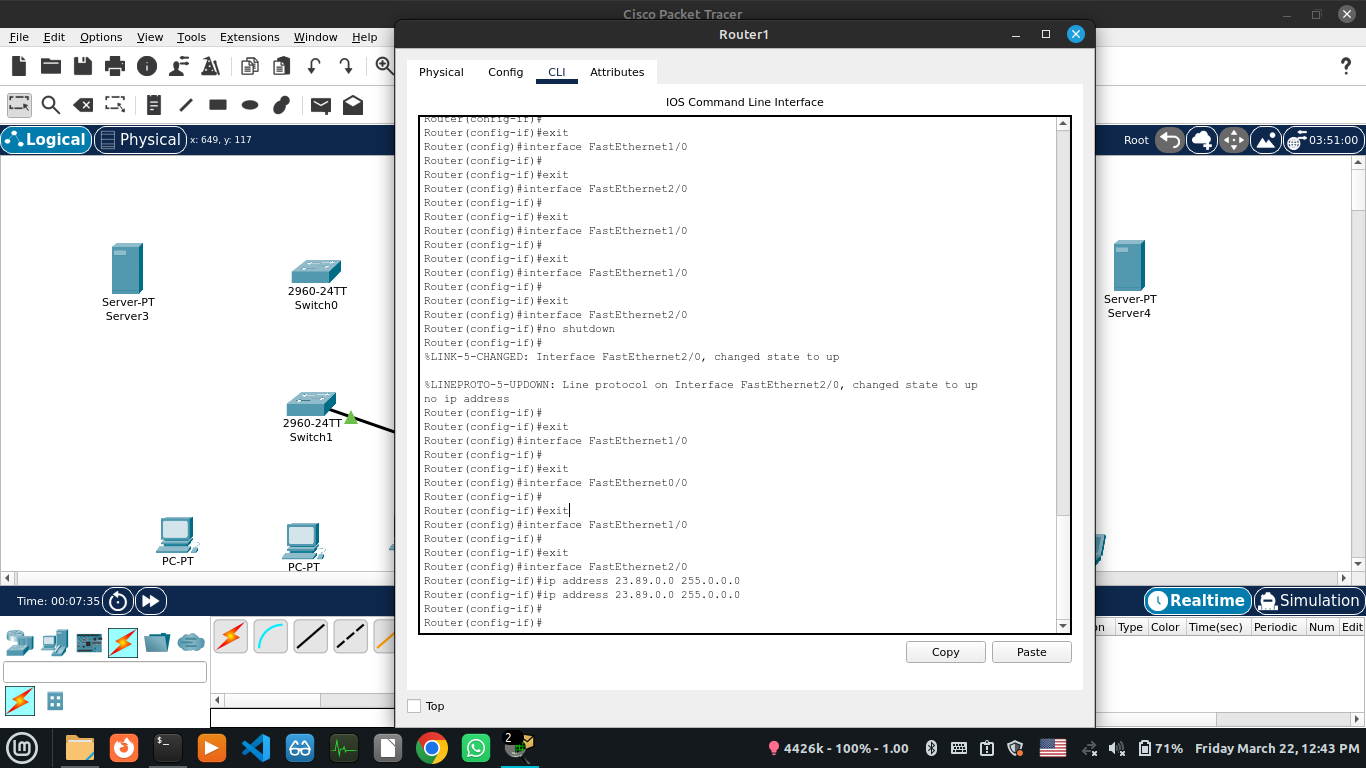 Cisco Packet Tracer
File Edit Options View Tools Extensions Window Help
Logical Physical x: 649, y: 117
Root 03:51:00
Server-PT
Server3
2960-24TT
Switch0
2960-24TT
Switch1
PC-PT
PC-PT
Server-PT
Server4
Router1
Physical Config CLI Attributes
IOS Command Line Interface
Router(config-if)#
Router(config-if)#exit
Router(config)#interface FastEthernet1/0
Router(config-if)#
Router(config-if)#exit
Router(config)#interface FastEthernet2/0
Router(config-if)#
Router(config-if)#exit
Router(config)#interface FastEthernet1/0
Router(config-if)#
Router(config-if)#exit
Router(config)#interface FastEthernet1/0
Router(config-if)#
Router(config-if)#exit
Router(config)#interface FastEthernet2/0
Router(config-if)#no shutdown
Router(config-if)#
%LINK-5-CHANGED: Interface FastEthernet2/0, changed state to up
%LINEPROTO-5-UPDOWN: Line protocol on Interface FastEthernet2/0, changed state to up
no ip address
Router(config-if)#
Router(config-if)#exit
Router(config)#interface FastEthernet1/0
Router(config-if)#
Router(config-if)#exit
Router(config)#interface FastEthernet0/0
Router(config-if)#
Router(config-if)#exit
Router(config)#interface FastEthernet1/0
Router(config-if)#
Router(config-if)#exit
Router(config)#interface FastEthernet2/0
Router(config-if)#ip address 23.89.0.0 255.0.0.0
Router(config-if)#ip address 23.89.0.0 255.0.0.0
Router(config-if)#
Router(config-if)#
Copy Paste
Top
Time: 00:07:35
Realtime Simulation
on Type Color Time(sec) Periodic Num Edit
2
4426k - 100% - 1.00 71% Friday March 22, 12:43 PM